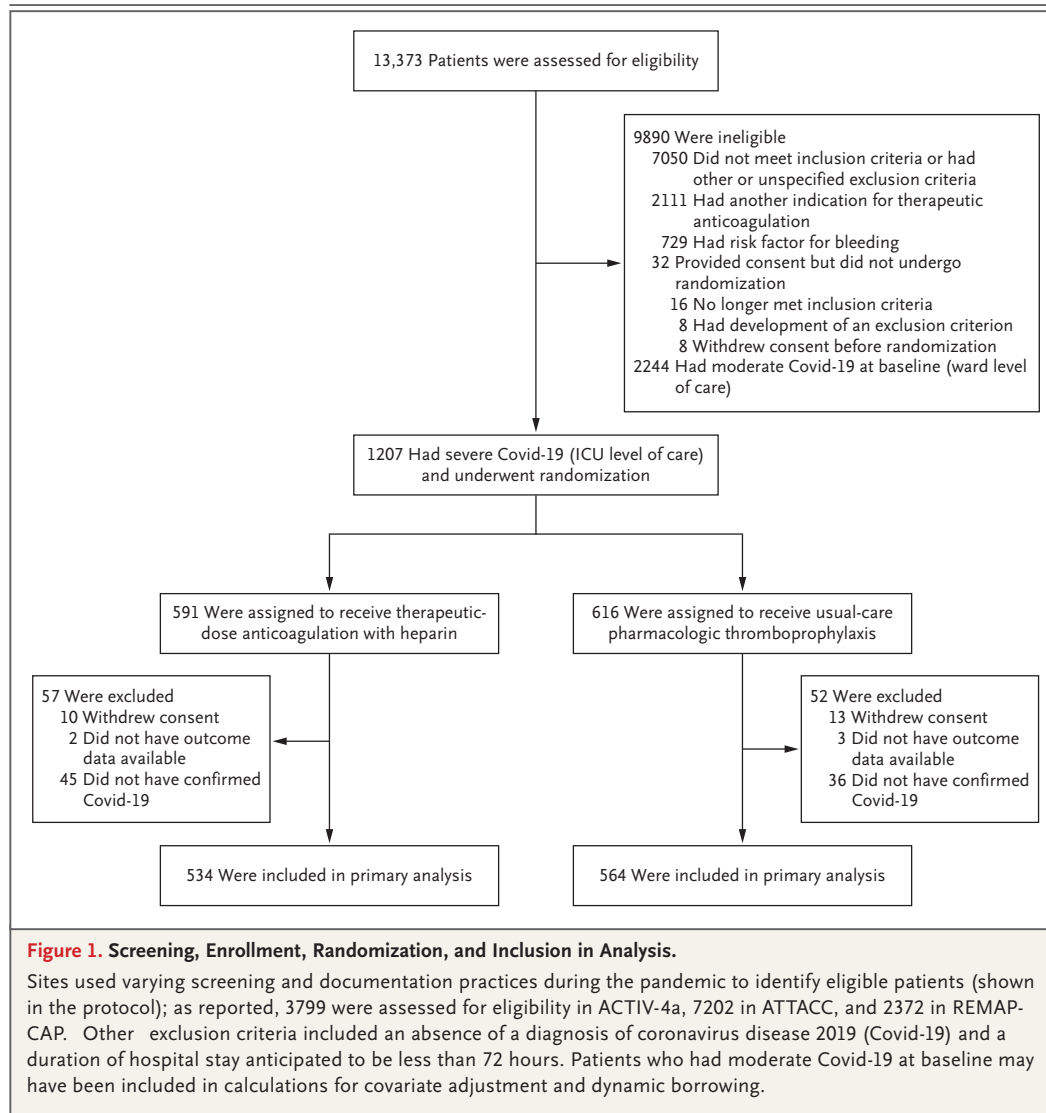 13,373 Patients were assessed for eligibility
9890 Were ineligible
7050 Did not meet inclusion criteria or had
other or unspecified exclusion criteria
2111 Had another indication for therapeutic
anticoagulation
729 Had risk factor for bleeding
32 Provided consent but did not undergo
randomization
16 No longer met inclusion criteria
8 Had development of an exclusion criterion
8 Withdrew consent before randomization
2244 Had moderate Covid-19 at baseline (ward level
of care)
1207 Had severe Covid-19 (ICU level of care)
and underwent randomization
591 Were assigned to receive therapeutic-
dose anticoagulation with heparin
616 Were assigned to receive usual-care
pharmacologic thromboprophylaxis
57 Were excluded
10 Withdrew consent
2 Did not have outcome
data available
45 Did not have confirmed
Covid-19
52 Were excluded
13 Withdrew consent
3 Did not have outcome
data available
36 Did not have confirmed
Covid-19
534 Were included in primary analysis
564 Were included in primary analysis
Figure 1. Screening, Enrollment, Randomization, and Inclusion in Analysis.
Sites used varying screening and documentation practices during the pandemic to identify eligible patients (shown
in the protocol); as reported, 3799 were assessed for eligibility in ACTIV-4a, 7202 in ATTACC, and 2372 in REMAP-
CAP. Other exclusion criteria included an absence of a diagnosis of coronavirus disease 2019 (Covid-19) and a
duration of hospital stay anticipated to be less than 72 hours. Patients who had moderate Covid-19 at baseline may
have been included in calculations for covariate adjustment and dynamic borrowing.